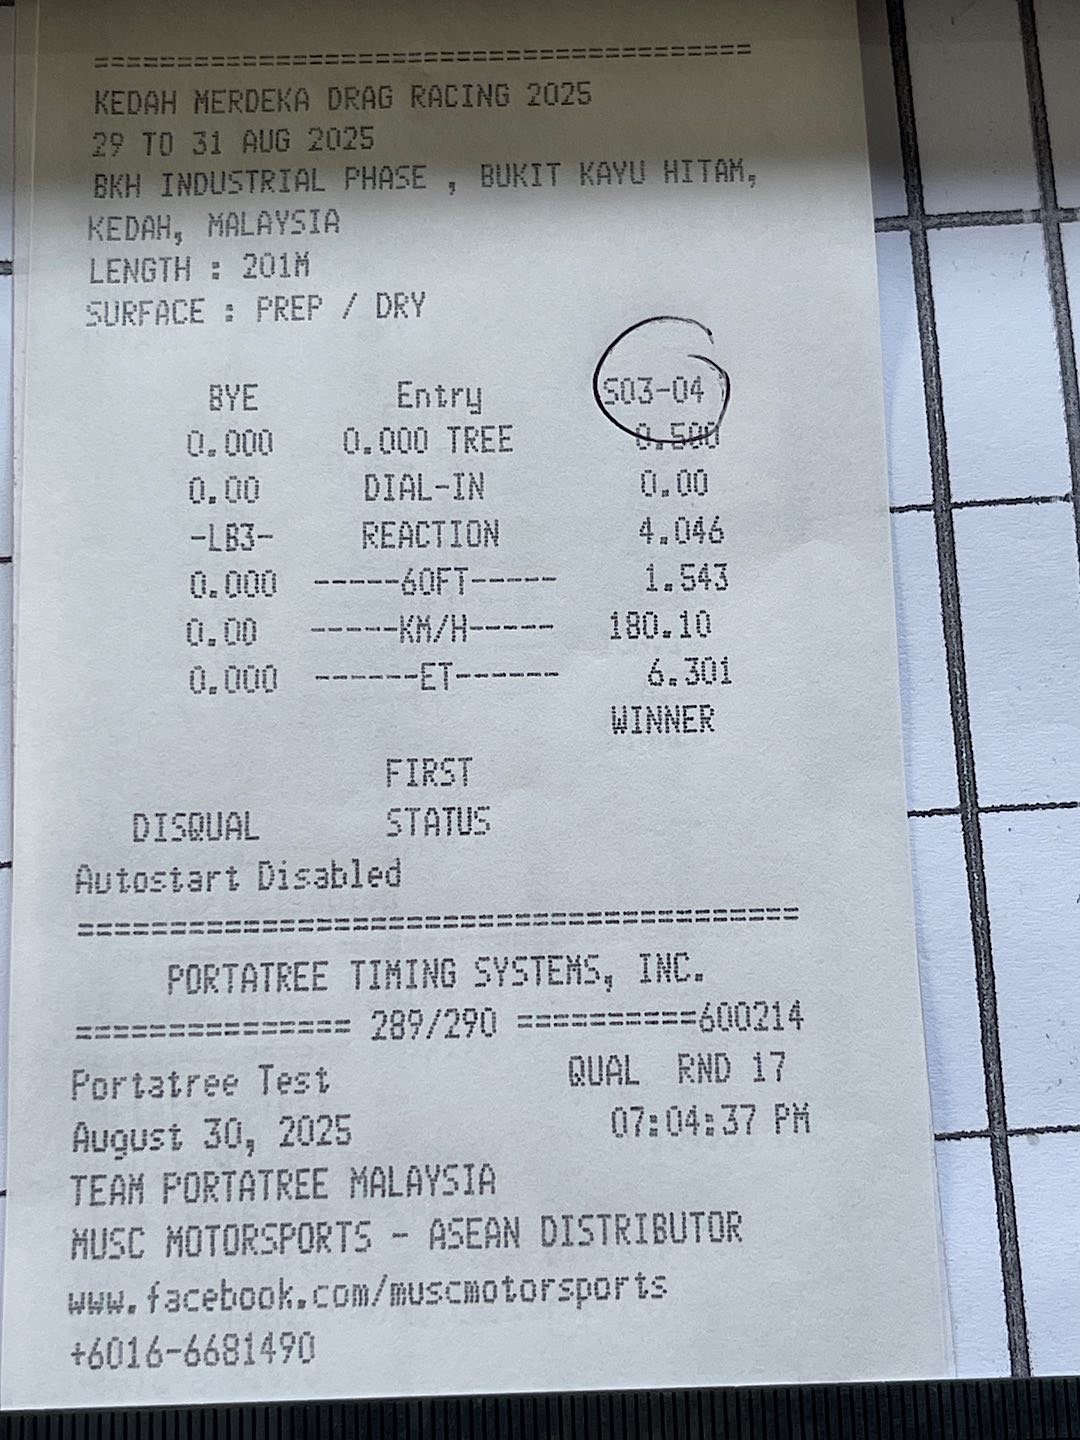 =======================================
KEDAH MERDEKA DRAG RACING 2025
29 TO 31 AUG 2025
BKH INDUSTRIAL PHASE , BUKIT KAYU HITAM,
KEDAH, MALAYSIA
LENGTH : 201M
SURFACE : PREP / DRY
BYE Entry S03-04
0.000 0.000 TREE 0.500
0.00 DIAL-IN 0.00
-LB3- REACTION 4.046
0.000 -----60FT----- 1.543
0.00 -----KM/H----- 180.10
0.000 ------ET------ 6.301
WINNER
FIRST
DISQUAL STATUS
Autostart Disabled
=======================================
PORTATREE TIMING SYSTEMS, INC.
=============== 289/290 ==========600214
Portatree Test QUAL RND 17
August 30, 2025 07:04:37 PM
TEAM PORTATREE MALAYSIA
MUSC MOTORSPORTS - ASEAN DISTRIBUTOR
www.facebook.com/muscmotorsports
+6016-6681490